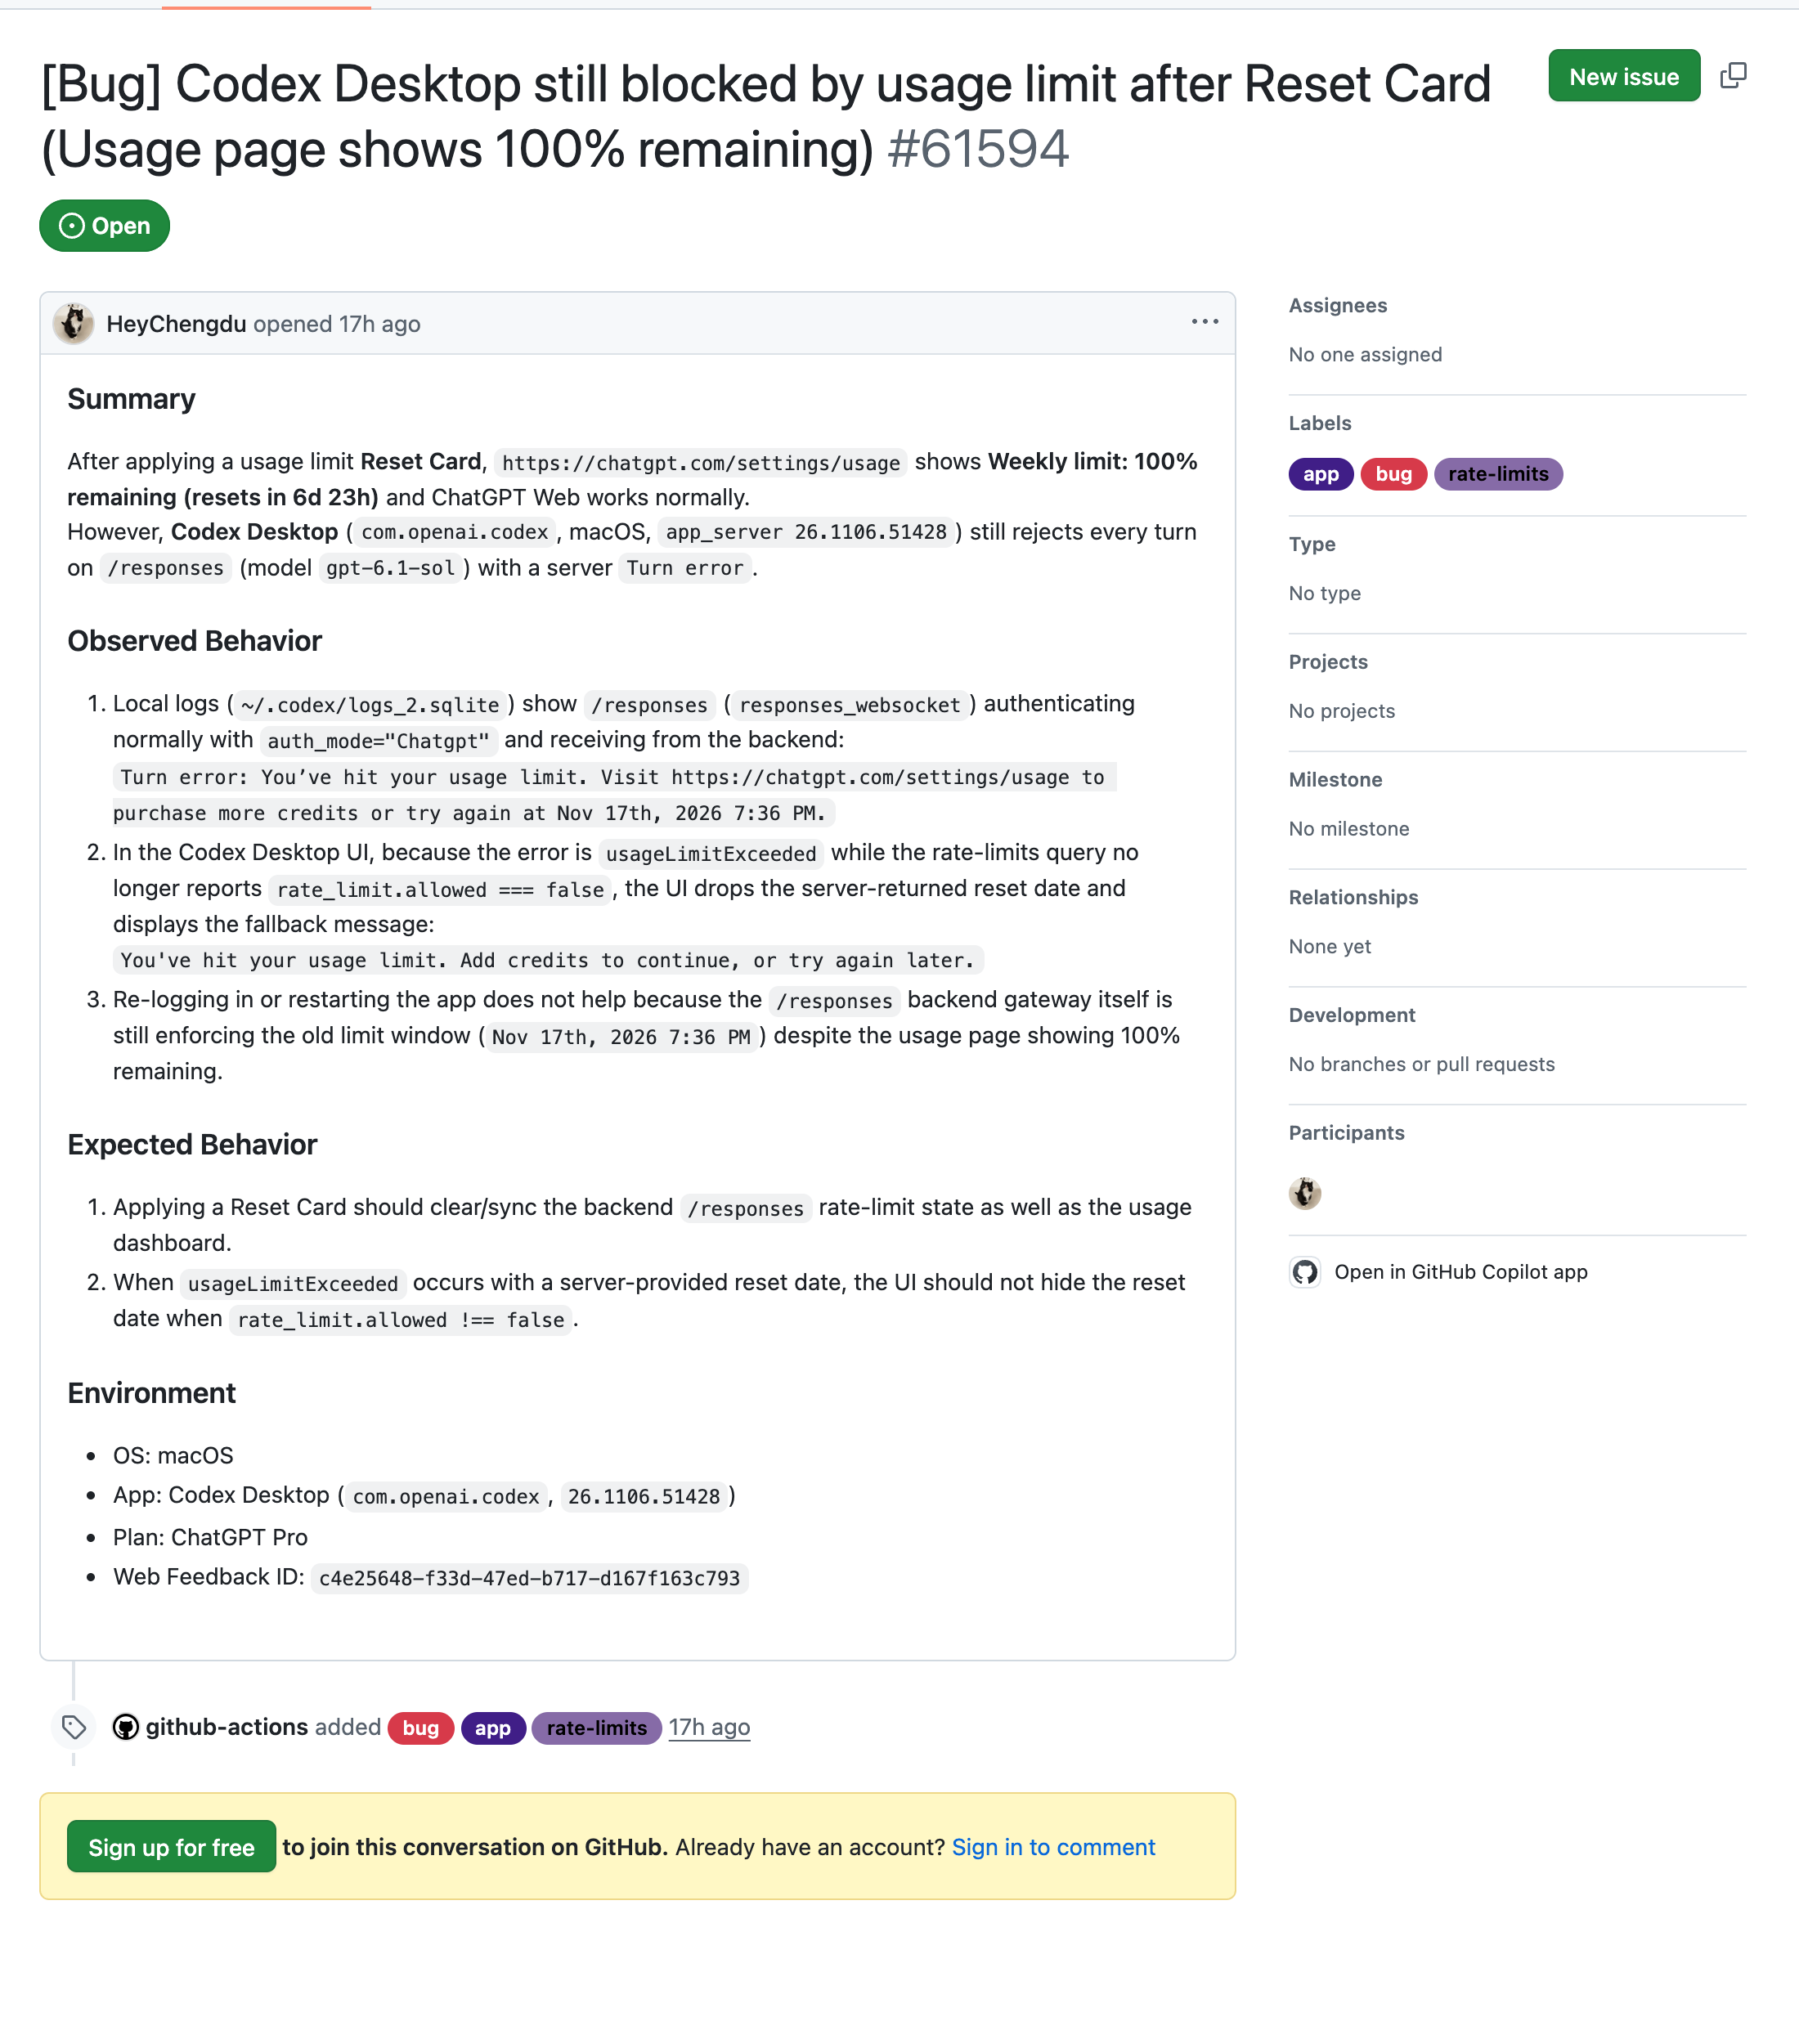 [Bug] Codex Desktop still blocked by usage limit after Reset Card
(Usage page shows 100% remaining) #61594
New issue
Open
HeyChengdu opened 17h ago
Summary
After applying a usage limit Reset Card, https://chatgpt.com/settings/usage shows Weekly limit: 100%
remaining (resets in 6d 23h) and ChatGPT Web works normally.
However, Codex Desktop (com.openai.codex, macOS, app_server 26.1106.51428) still rejects every turn
on /responses (model gpt-6.1-sol) with a server Turn error.
Observed Behavior
1. Local logs (~/.codex/logs_2.sqlite) show /responses (responses_websocket) authenticating
normally with auth_mode="Chatgpt" and receiving from the backend:
Turn error: You’ve hit your usage limit. Visit https://chatgpt.com/settings/usage to
purchase more credits or try again at Nov 17th, 2026 7:36 PM.
2. In the Codex Desktop UI, because the error is usageLimitExceeded while the rate-limits query no
longer reports rate_limit.allowed === false, the UI drops the server-returned reset date and
displays the fallback message:
You've hit your usage limit. Add credits to continue, or try again later.
3. Re-logging in or restarting the app does not help because the /responses backend gateway itself is
still enforcing the old limit window (Nov 17th, 2026 7:36 PM) despite the usage page showing 100%
remaining.
Expected Behavior
1. Applying a Reset Card should clear/sync the backend /responses rate-limit state as well as the usage
dashboard.
2. When usageLimitExceeded occurs with a server-provided reset date, the UI should not hide the reset
date when rate_limit.allowed !== false.
Environment
• OS: macOS
• App: Codex Desktop (com.openai.codex, 26.1106.51428)
• Plan: ChatGPT Pro
• Web Feedback ID: c4e25648-f33d-47ed-b717-d167f163c793
github-actions added bug app rate-limits 17h ago
Sign up for free to join this conversation on GitHub. Already have an account? Sign in to comment
Assignees
No one assigned
Labels
app bug rate-limits
Type
No type
Projects
No projects
Milestone
No milestone
Relationships
None yet
Development
No branches or pull requests
Participants
Open in GitHub Copilot app